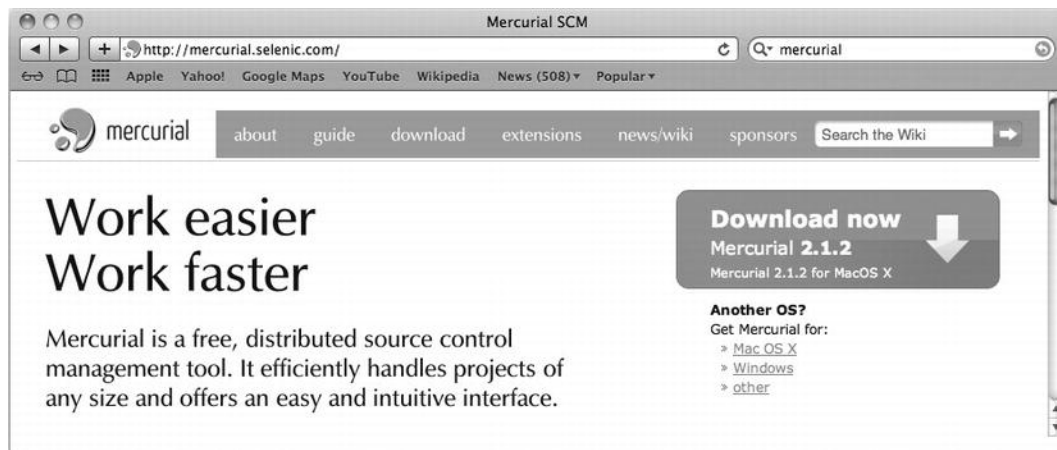 Mercurial SCM
http://mercurial.selenic.com/ mercurial
Apple Yahoo! Google Maps YouTube Wikipedia News (508) Popular
mercurial about guide download extensions news/wiki sponsors Search the Wiki
Work easier
Work faster
Download now
Mercurial 2.1.2
Mercurial 2.1.2 for MacOS X
Another OS?
Get Mercurial for:
» Mac OS X
» Windows
» other
Mercurial is a free, distributed source control
management tool. It efficiently handles projects of
any size and offers an easy and intuitive interface.